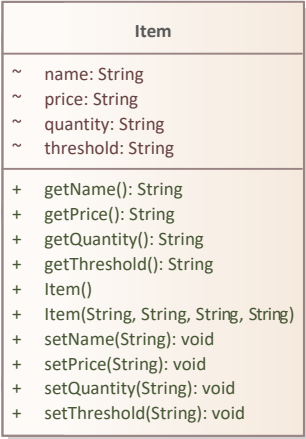 Item
~ name: String
~ price: String
~ quantity: String
~ threshold: String
+ getName(): String
+ getPrice(): String
+ getQuantity(): String
+ getThreshold(): String
+ Item()
+ Item(String, String, String, String)
+ setName(String): void
+ setPrice(String): void
+ setQuantity(String): void
+ setThreshold(String): void